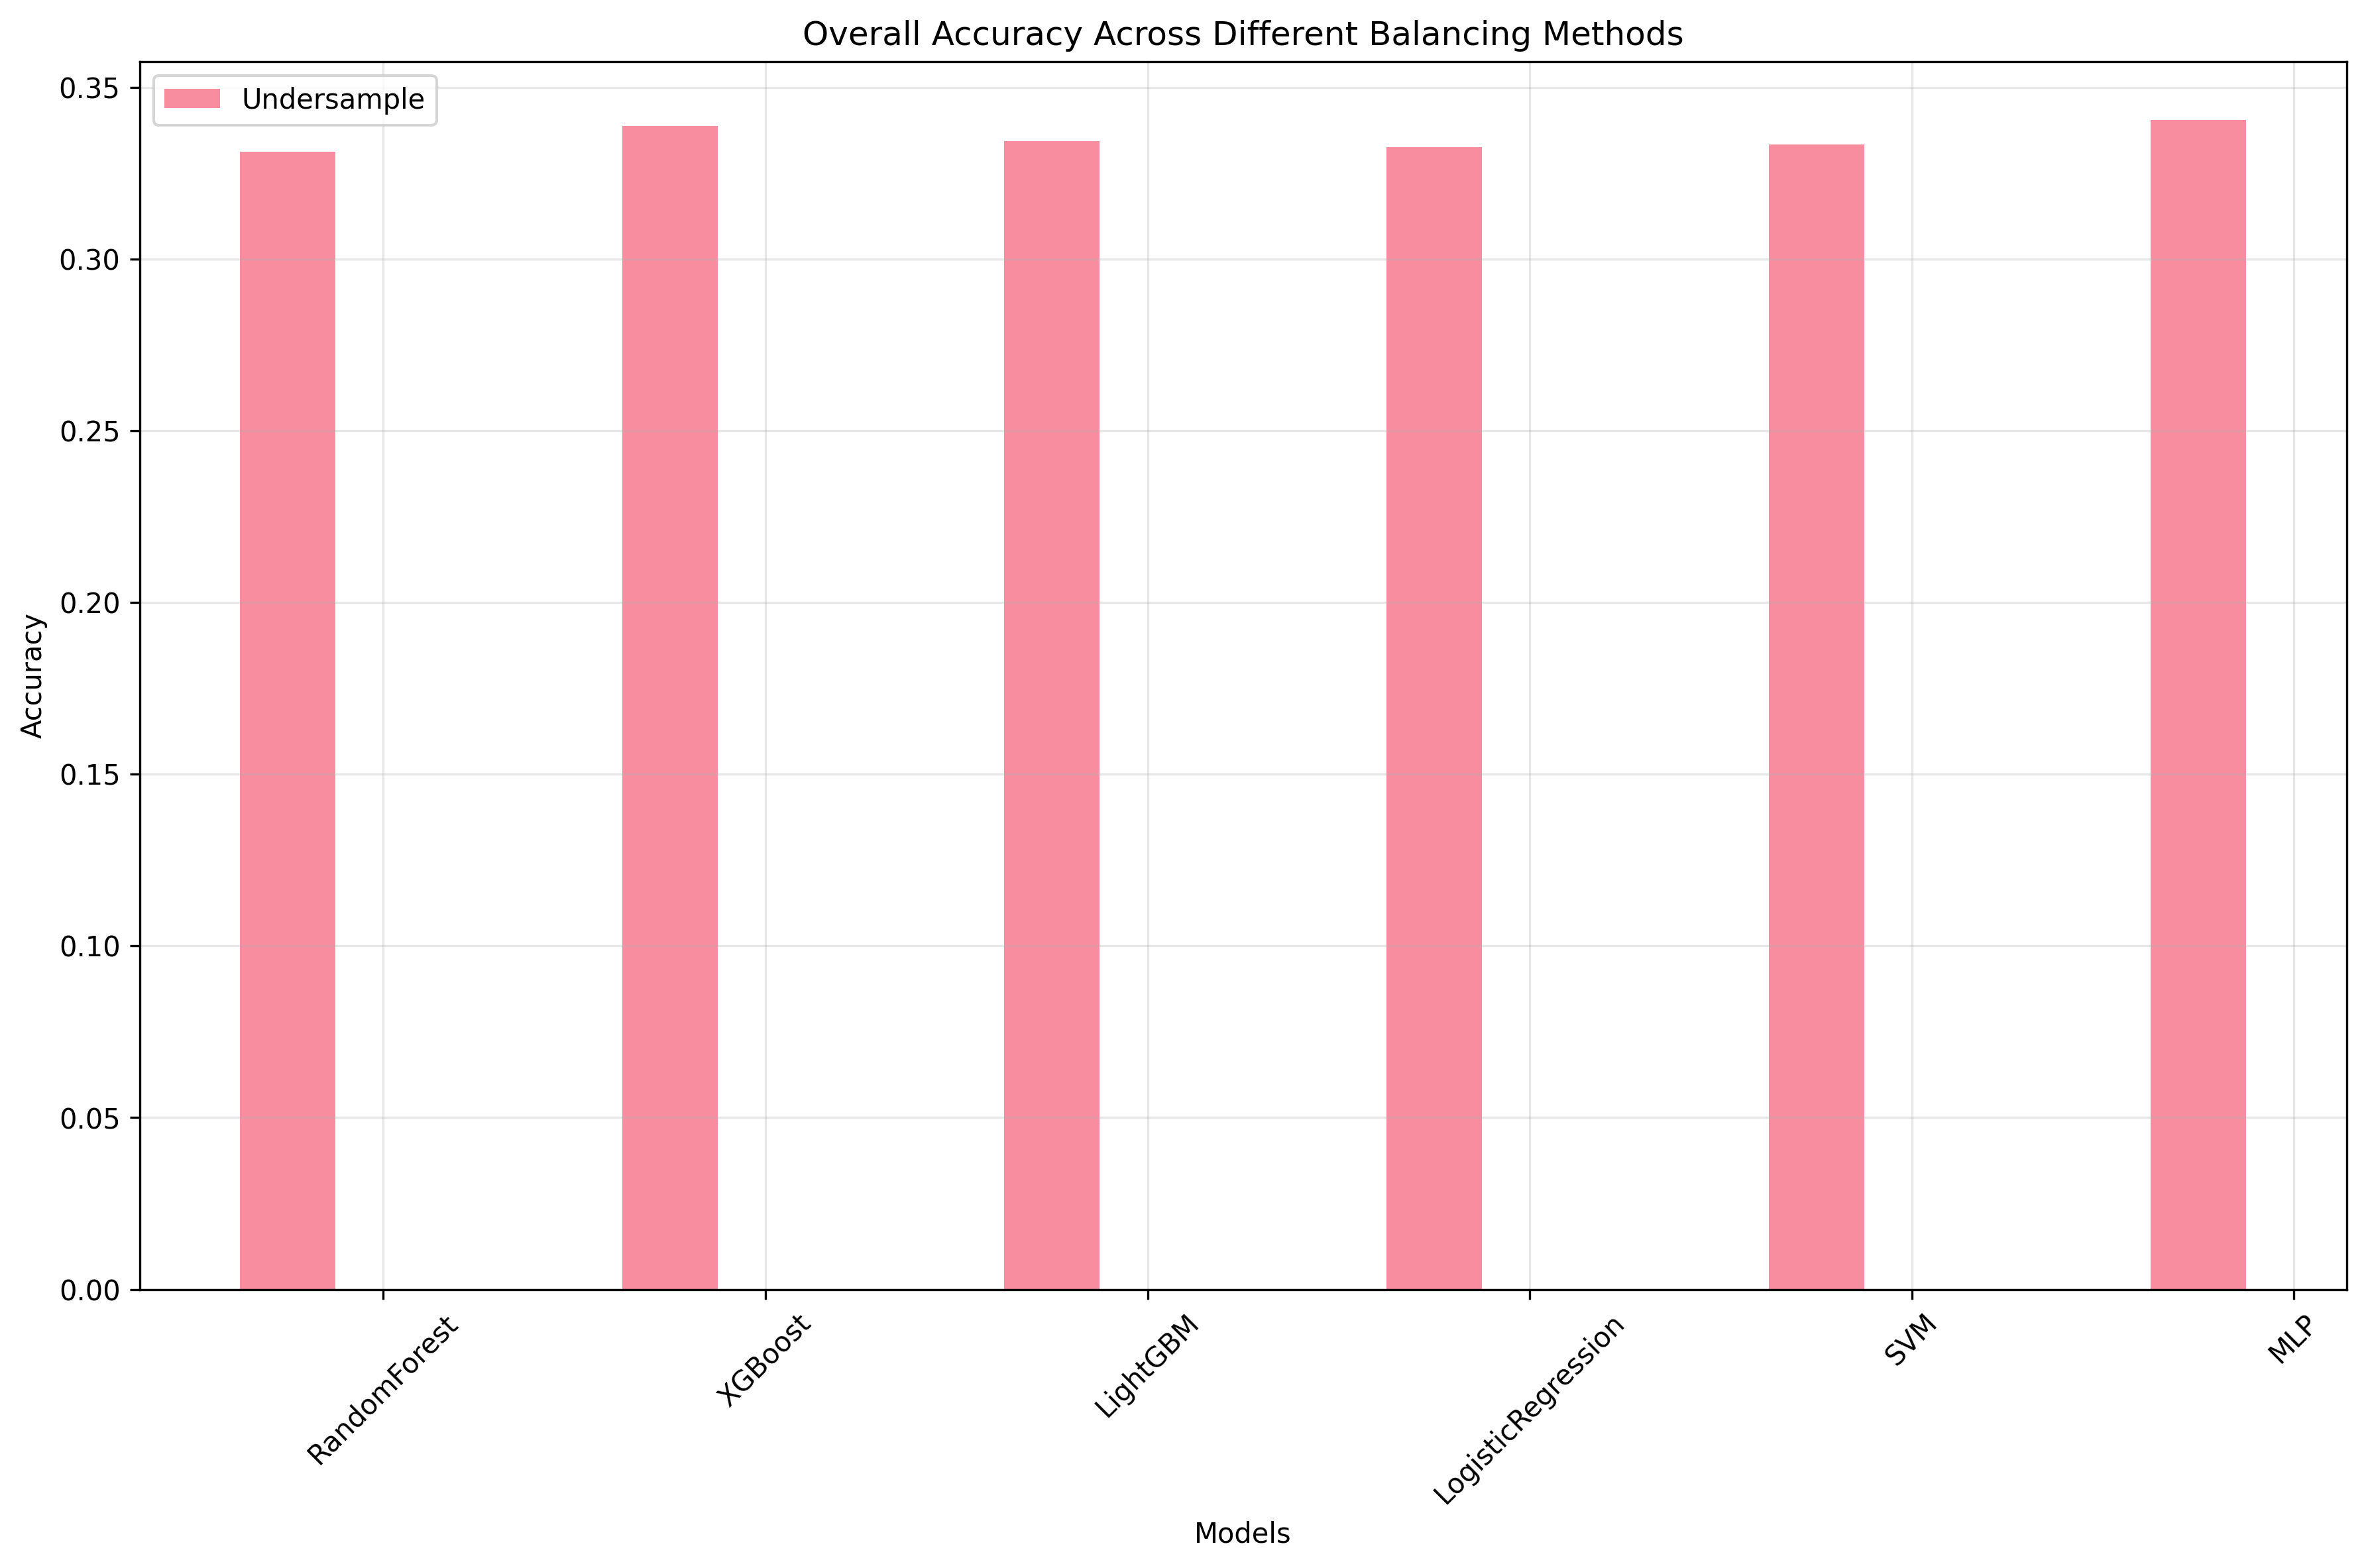 Overall Accuracy Across Different Balancing Methods
Undersample
Accuracy
0.35
0.30
0.25
0.20
0.15
0.10
0.05
0.00
RandomForest
XGBoost
LightGBM
LogisticRegression
SVM
MLP
Models